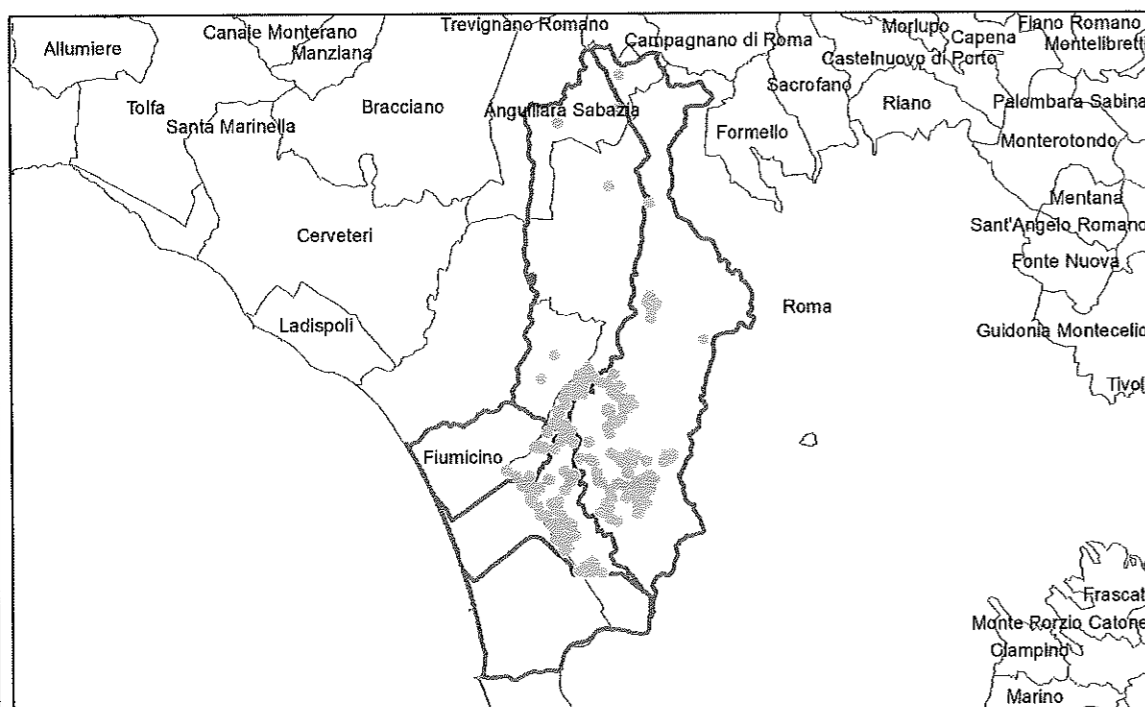 Trevignano Romano
Morlupo
Fiano Romano
Canale Monterano
Capena
Allumiere
Campagnano di Roma
Montelibretti
Manziana
Castelnuovo di Porto
Sacrofano
Tolfa
Bracciano
Anguillara Sabazia
Riano
Palombara Sabina
Santa Marinella
Formello
Monterotondo
Mentana
Sant'Angelo Romano
Cerveteri
Fonte Nuova
Roma
Ladispoli
Guidonia Montecelio
Tivol
Fiumicino
Frascat
Monte Porzio Catone
Ciampino
Marino